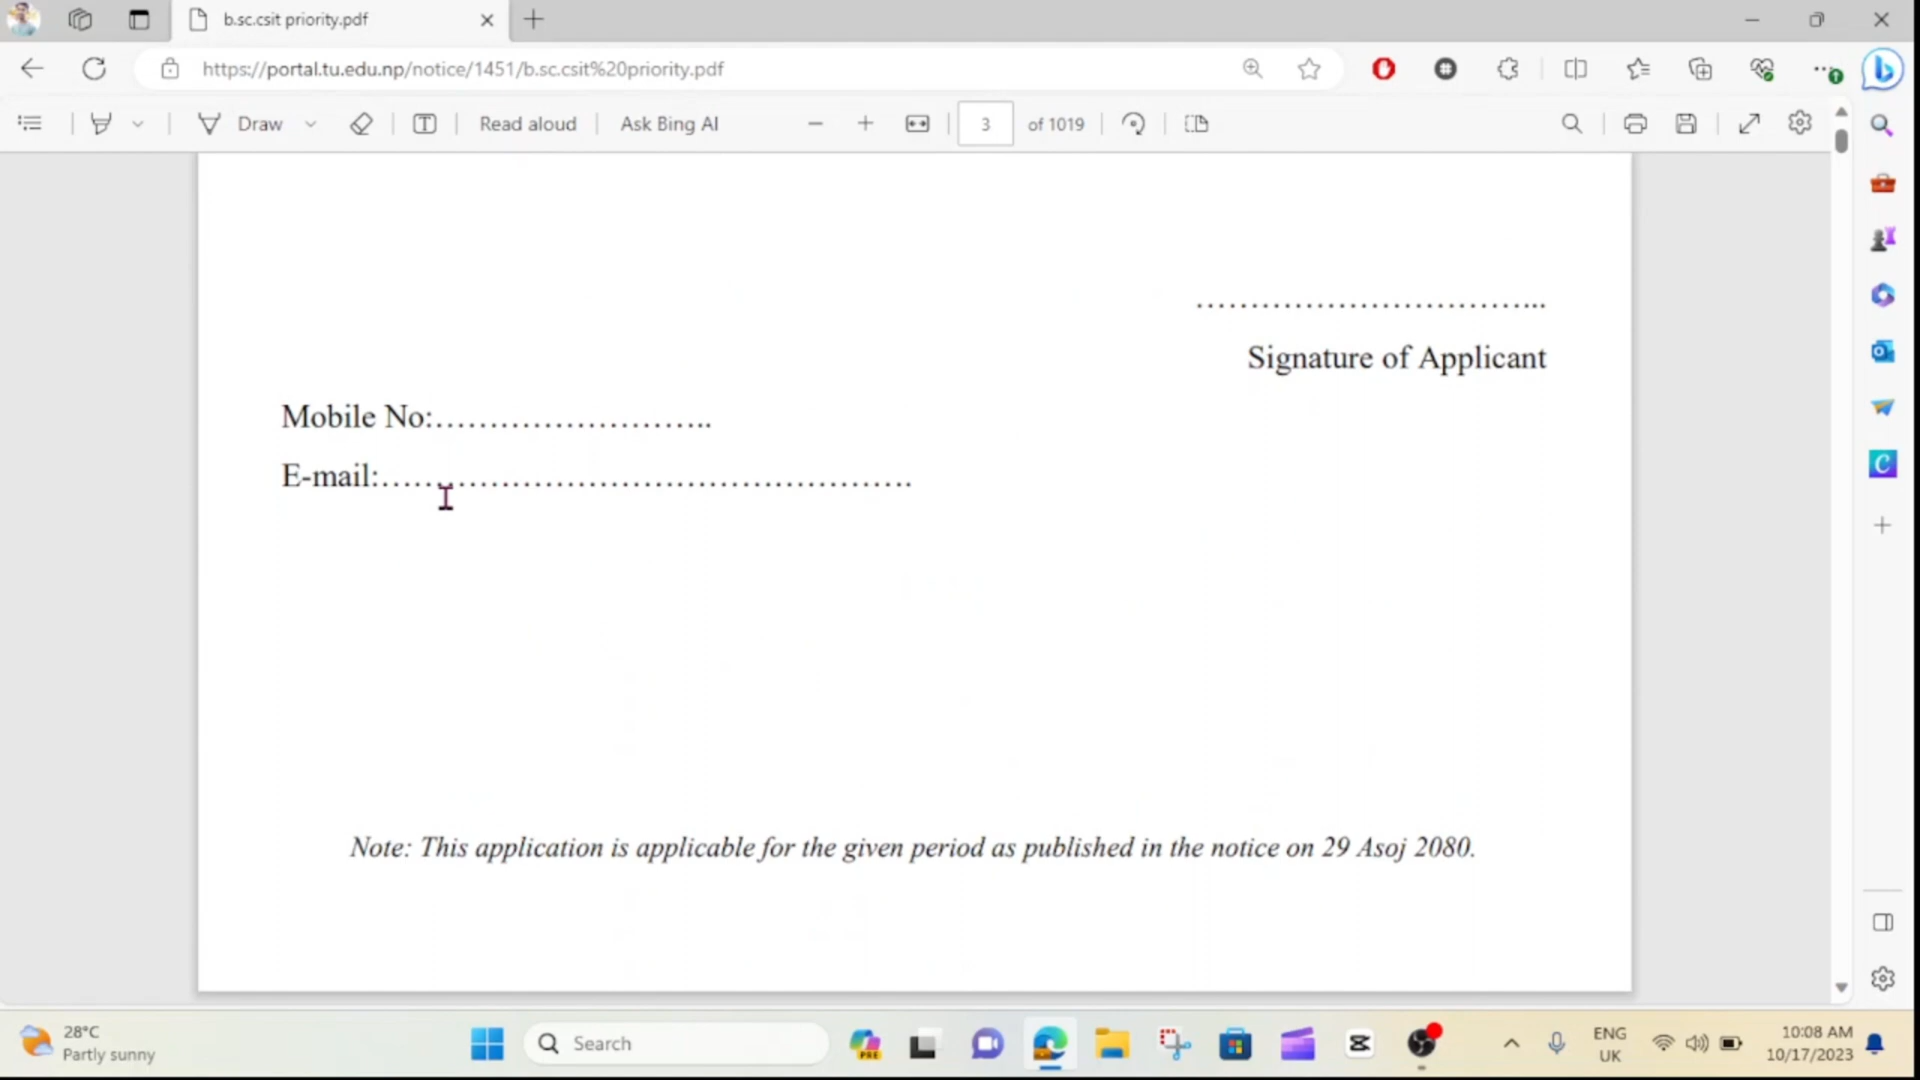 b.sc.csit priority.pdf
https://portal.tu.edu.np/notice/1451/b.sc.csit%20priority.pdf
Draw
Read aloud
Ask Bing AI
3 of 1019
…………………………...
Signature of Applicant
Mobile No:……………………..
E-mail:………………………………………….
Note: This application is applicable for the given period as published in the notice on 29 Asoj 2080.
28°C
Partly sunny
Search
PRE
ENG
UK
10:08 AM
10/17/2023